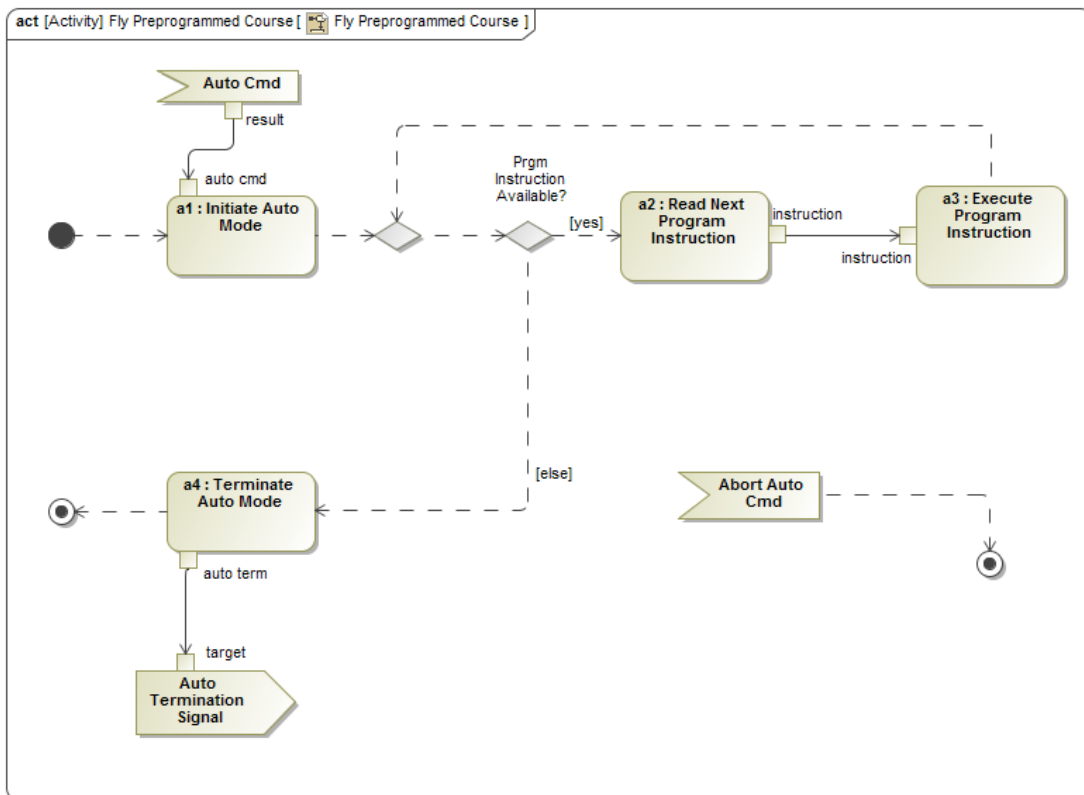 act [Activity] Fly Preprogrammed Course [ Fly Preprogrammed Course ]
Auto Cmd
result
auto cmd
a1 : Initiate Auto
Mode
Prgm
Instruction
Available?
[yes]
a2 : Read Next
Program
Instruction
instruction
instruction
a3 : Execute
Program
Instruction
[else]
a4 : Terminate
Auto Mode
auto term
target
Auto
Termination
Signal
Abort Auto
Cmd